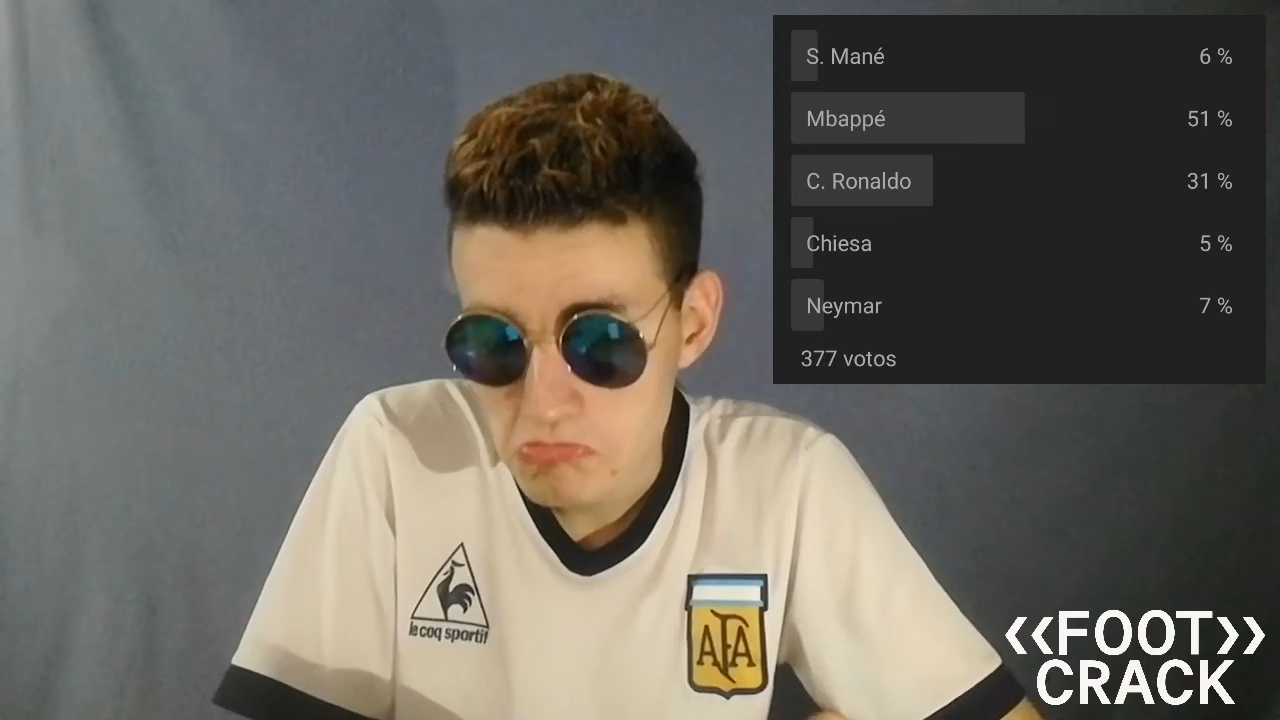 S. Mané 6 %
Mbappé 51 %
C. Ronaldo 31 %
Chiesa 5 %
Neymar 7 %
377 votos
le coq sportif
AFA
‹‹FOOT››
CRACK